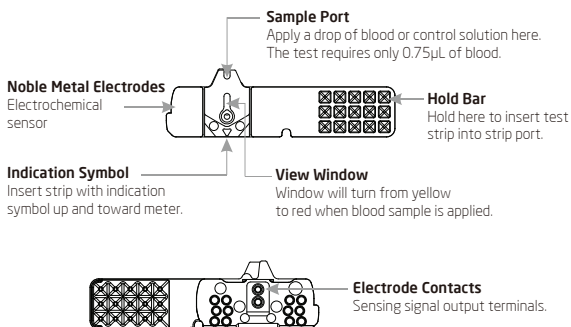 Sample Port
Apply a drop of blood or control solution here.
The test requires only 0.75μL of blood.
Noble Metal Electrodes
Electrochemical
sensor
Hold Bar
Hold here to insert test
strip into strip port.
Indication Symbol
Insert strip with indication
symbol up and toward meter.
View Window
Window will turn from yellow
to red when blood sample is applied.
Electrode Contacts
Sensing signal output terminals.